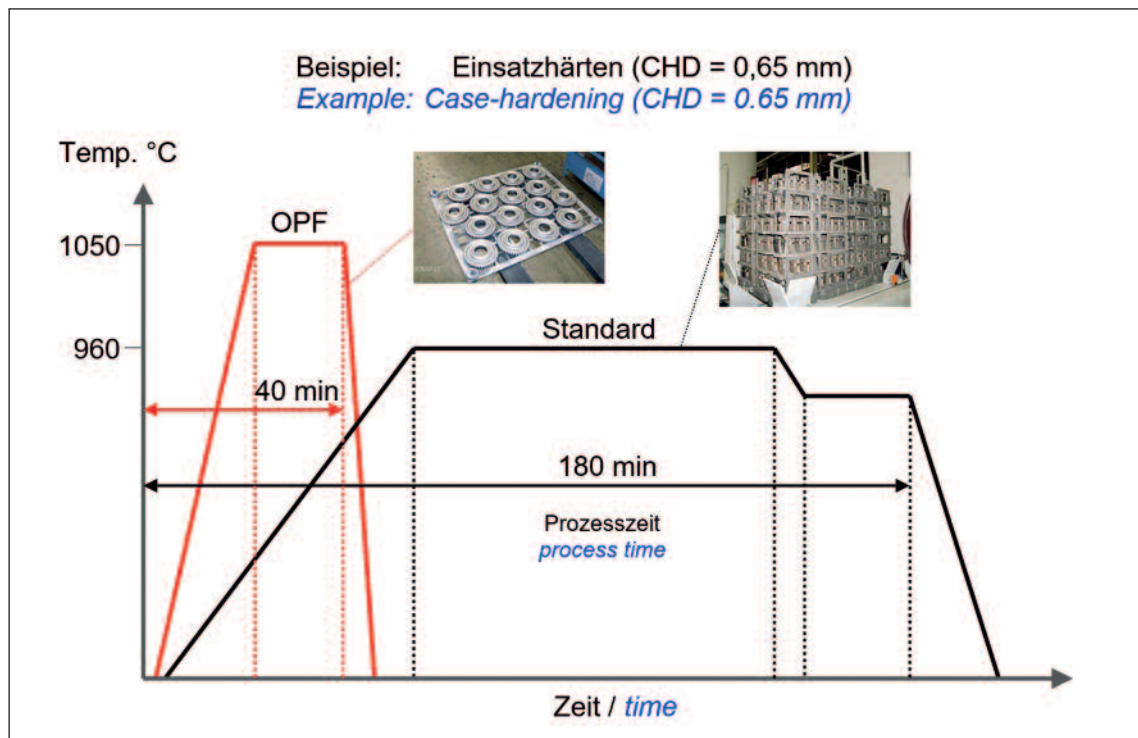 Beispiel: Einsatzhärten (CHD = 0,65 mm)
Example: Case-hardening (CHD = 0.65 mm)
Temp. °C
OPF
1050
Standard
960
40 min
180 min
Prozesszeit
process time
Zeit / time